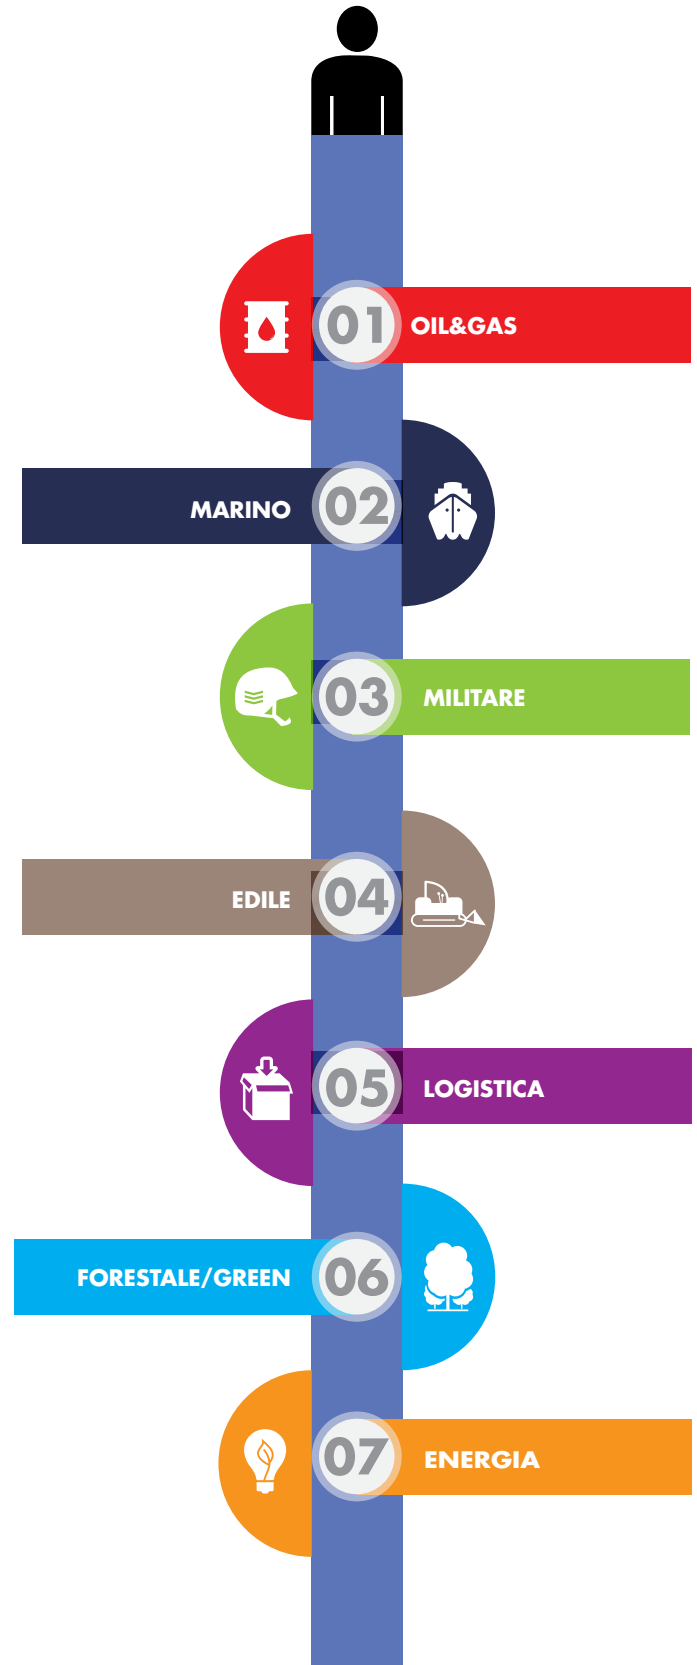 01 OIL&GAS
MARINO 02
03 MILITARE
EDILE 04
05 LOGISTICA
FORESTALE/GREEN 06
07 ENERGIA